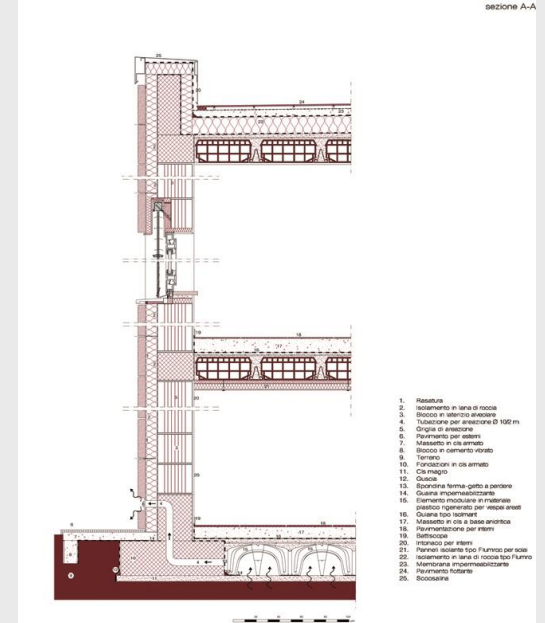 sezione A-A
1. Rasatura
2. Isolamento in lana di roccia
3. Blocco in laterizio alveolare
4. Tubazione per areazione Ø 102 m
5. Griglia di areazione
6. Pavimento per esterni
7. Massetto in cls armato
8. Blocco in cemento vibrato
9. Terreno
10. Fondazioni in cls armato
11. Cls magro
12. Guscia
13. Spondina ferma-getto a perdere
14. Guaina impermeabilizzante
15. Elemento modulare in materiale
plastico rigenerato per vespai areati
16. Guaina tipo Isolmant
17. Massetto in cls a base anidritica
18. Pavimentazione per interni
19. Battiscopa
20. Intonaco per interni
21. Pannelli isolante tipo Flumroc per solai
22. Isolamento in lana di roccia tipo Flumro
23. Membrana impermeabilizzante
24. Pavimento flottante
25. Scossalina